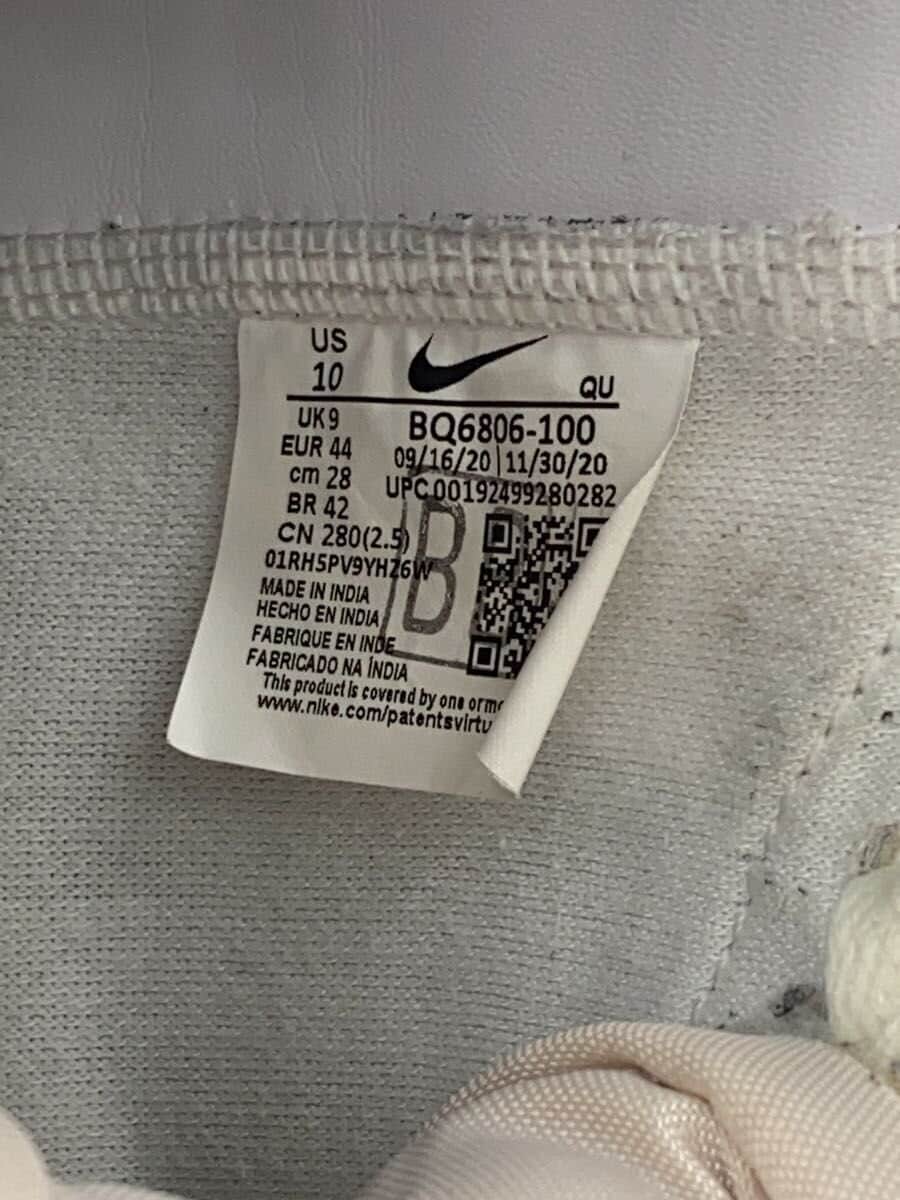 US
10
QU
UK 9
EUR 44
cm 28
BR 42
CN 280(2.5)
BQ6806-100
09/16/20 11/30/20
UPC 00192499280282
B
01RH5PV9YHZ6W
MADE IN INDIA
HECHO EN INDIA
FABRIQUE EN INDE
FABRICADO NA ÍNDIA
This product is covered by one or
www.nike.com/patentsvirtu